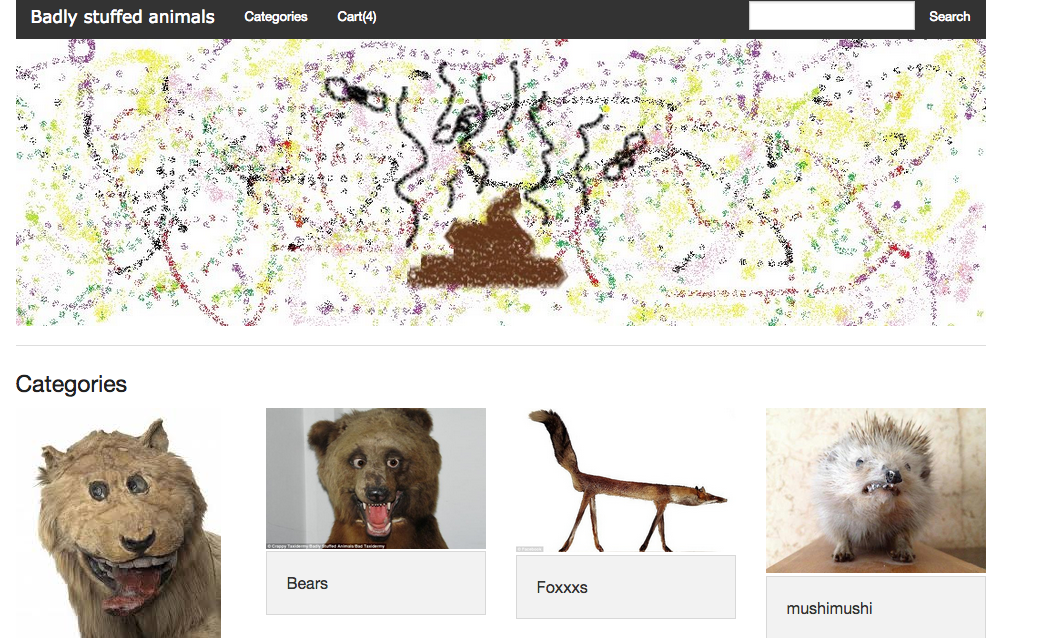 Badly stuffed animals Categories Cart(4) Search
Categories
© Crappy Taxidermy Badly Stuffed Animals/Bad Taxidermy
Bears
Foxxxs
mushimushi